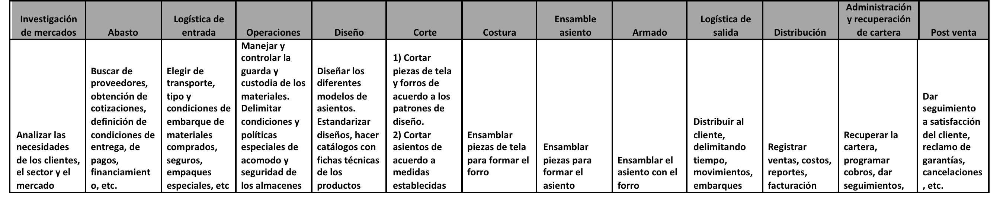 Investigación
de mercados
Abasto
Logística de
entrada
Operaciones
Diseño
Corte
Costura
Ensamble
asiento
Armado
Logística de
salida
Distribución
Administración
y recuperación
de cartera
Post venta
Analizar las
necesidades
de los clientes,
el sector y el
mercado
Buscar de
proveedores,
obtención de
cotizaciones,
definición de
condiciones de
entrega, de
pagos,
financiamient
o, etc.
Elegir de
transporte,
tipo y
condiciones de
embarque de
materiales
comprados,
seguros,
empaques
especiales, etc
Manejar y
controlar la
guarda y
custodia de los
materiales.
Delimitar
condiciones y
políticas
especiales de
acomodo y
seguridad de
los almacenes
Diseñar los
diferentes
modelos de
asientos.
Estandarizar
diseños, hacer
catálogos con
fichas técnicas
de los
productos
1) Cortar
piezas de tela
y forros de
acuerdo a los
patrones de
diseño.
2) Cortar
asientos de
acuerdo a
medidas
establecidas
Ensamblar
piezas de tela
para formar el
forro
Ensamblar
piezas para
formar el
asiento
Ensamblar el
asiento con el
forro
Distribuir al
cliente,
delimitando
tiempo,
movimientos,
embarques
Registrar
ventas, costos,
reportes,
facturación
Recuperar la
cartera,
programar
cobros, dar
seguimientos,
Dar
seguimiento
a satisfacción
del cliente,
reclamo de
garantías,
cancelaciones
, etc.